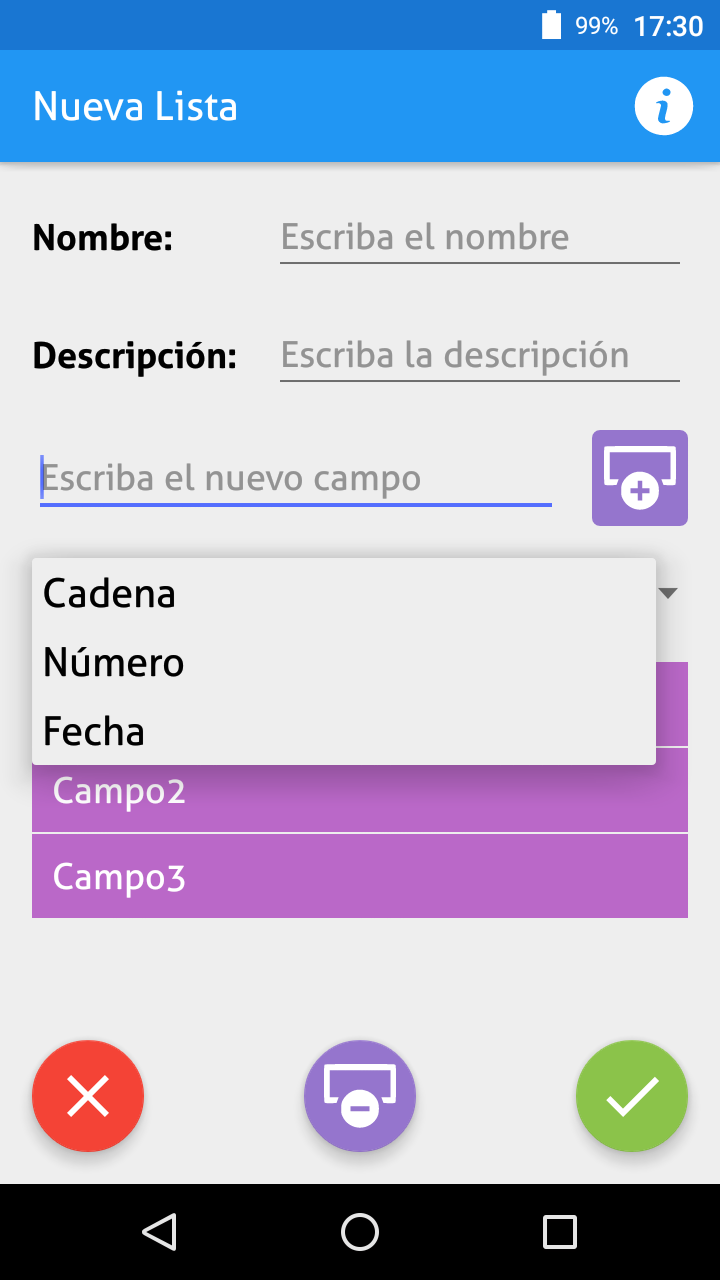 99% 17:30
Nueva Lista
Nombre: Escriba el nombre
Descripción: Escriba la descripción
Escriba el nuevo campo
Cadena
Número
Fecha
Campo2
Campo3